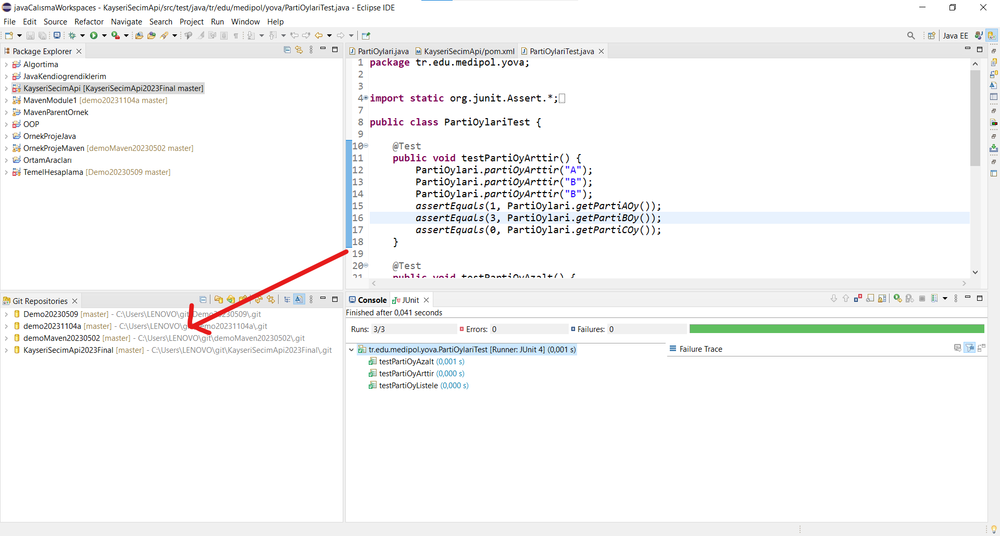 javaCalısmaWorkspaces - KayseriSecimApi/src/test/java/tr/edu/medipol/yova/PartiOylariTest.java - Eclipse IDE
File Edit Source Refactor Navigate Search Project Run Window Help
Java EE
Package Explorer
Algortima
JavaKendiogrendiklerim
KayseriSecimApi [KayseriSecimApi2023Final master]
MavenModule1 [demo20231104a master]
MavenParentOrnek
OOP
OrnekProjeJava
OrnekProjeMaven [demoMaven20230502 master]
OrtamAracları
TemelHesaplama [Demo20230509 master]
PartiOylari.java KayseriSecimApi/pom.xml PartiOylariTest.java
1 package tr.edu.medipol.yova;
2
3
4 import static org.junit.Assert.*;
7
8 public class PartiOylariTest {
9
10 @Test
11 public void testPartiOyArttir() {
12 PartiOylari.partiOyArttir("A");
13 PartiOylari.partiOyArttir("B");
14 PartiOylari.partiOyArttir("B");
15 assertEquals(1, PartiOylari.getPartiAOy());
16 assertEquals(3, PartiOylari.getPartiBOy());
17 assertEquals(0, PartiOylari.getPartiCOy());
18 }
19
20 @Test
21 public void testPartiOyAzalt() {
Git Repositories
Demo20230509 [master] - C:\Users\LENOVO\git\Demo20230509\.git
demo20231104a [master] - C:\Users\LENOVO\git\demo20231104a\.git
demoMaven20230502 [master] - C:\Users\LENOVO\git\demoMaven20230502\.git
KayseriSecimApi2023Final [master] - C:\Users\LENOVO\git\KayseriSecimApi2023Final\.git
Console JUnit
Finished after 0,041 seconds
Runs: 3/3 Errors: 0 Failures: 0
tr.edu.medipol.yova.PartiOylariTest [Runner: JUnit 4] (0,001 s)
testPartiOyAzalt (0,001 s)
testPartiOyArttir (0,000 s)
testPartiOyListele (0,000 s)
Failure Trace